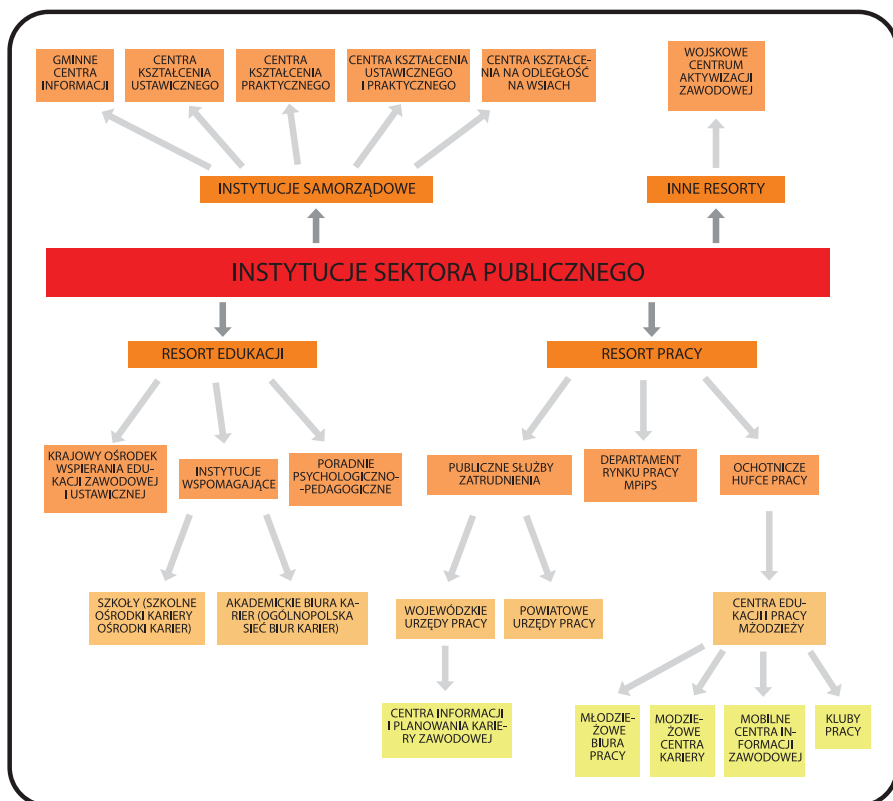 GMINNE
CENTRA
INFORMACJI
CENTRA
KSZTAŁCENIA
USTAWICZNEGO
CENTRA
KSZTAŁCENIA
PRAKTYCZNEGO
CENTRA KSZTAŁCENIA
USTAWICZNEGO
I PRAKTYCZNEGO
CENTRA KSZTAŁCE-
NIA NA ODLEGŁOŚĆ
NA WSIACH
WOJSKOWE
CENTRUM
AKTYWIZACJI
ZAWODOWEJ
INSTYTUCJE SAMORZĄDOWE
INNE RESORTY
INSTYTUCJE SEKTORA PUBLICZNEGO
RESORT EDUKACJI
RESORT PRACY
KRAJOWY OŚRODEK
WSPIERANIA EDU-
KACJI ZAWODOWEJ
I USTAWICZNEJ
INSTYTUCJE
WSPOMAGAJĄCE
PORADNIE
PSYCHOLOGICZNO-
-PEDAGOGICZNE
PUBLICZNE SŁUŻBY
ZATRUDNIENIA
DEPARTAMENT
RYNKU PRACY
MPiPS
OCHOTNICZE
HUFCE PRACY
SZKOŁY (SZKOLNE
OŚRODKI KARIERY
OŚRODKI KARIER)
AKADEMICKIE BIURA KA-
RIER (OGÓLNOPOLSKA
SIEĆ BIUR KARIER)
WOJEWÓDZKIE
URZĘDY PRACY
POWIATOWE
URZĘDY PRACY
CENTRA EDU-
KACJI I PRACY
MŻODZIEŻY
CENTRA INFORMACJI
I PLANOWANIA KARIE-
RY ZAWODOWEJ
MŁODZIE-
ŻOWE
BIURA
PRACY
MODZIE-
ŻOWE
CENTRA
KARIERY
MOBILNE
CENTRA IN-
FORMACJI
ZAWODOWEJ
KLUBY
PRACY